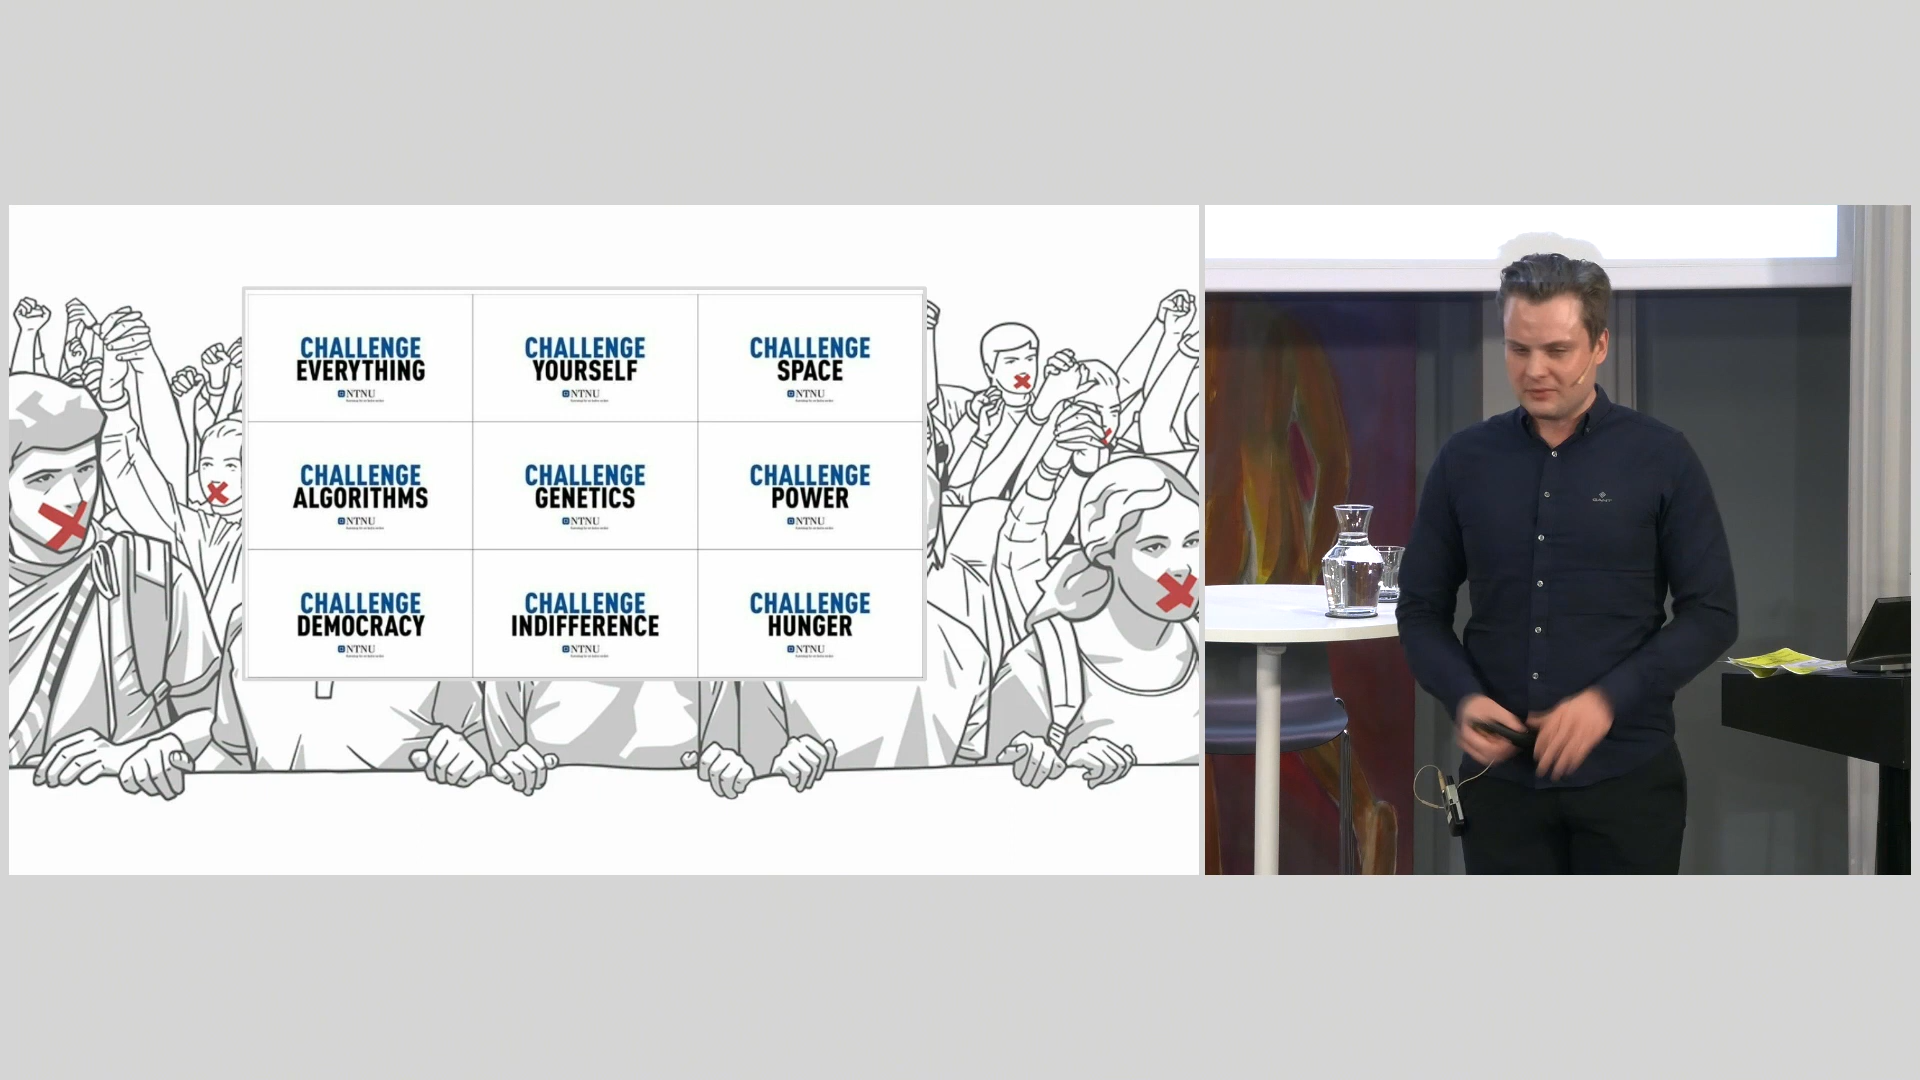 CHALLENGE
EVERYTHING
NTNU
CHALLENGE
YOURSELF
NTNU
CHALLENGE
SPACE
NTNU
CHALLENGE
ALGORITHMS
NTNU
CHALLENGE
GENETICS
NTNU
CHALLENGE
POWER
NTNU
CHALLENGE
DEMOCRACY
NTNU
CHALLENGE
INDIFFERENCE
NTNU
CHALLENGE
HUNGER
NTNU
GANT